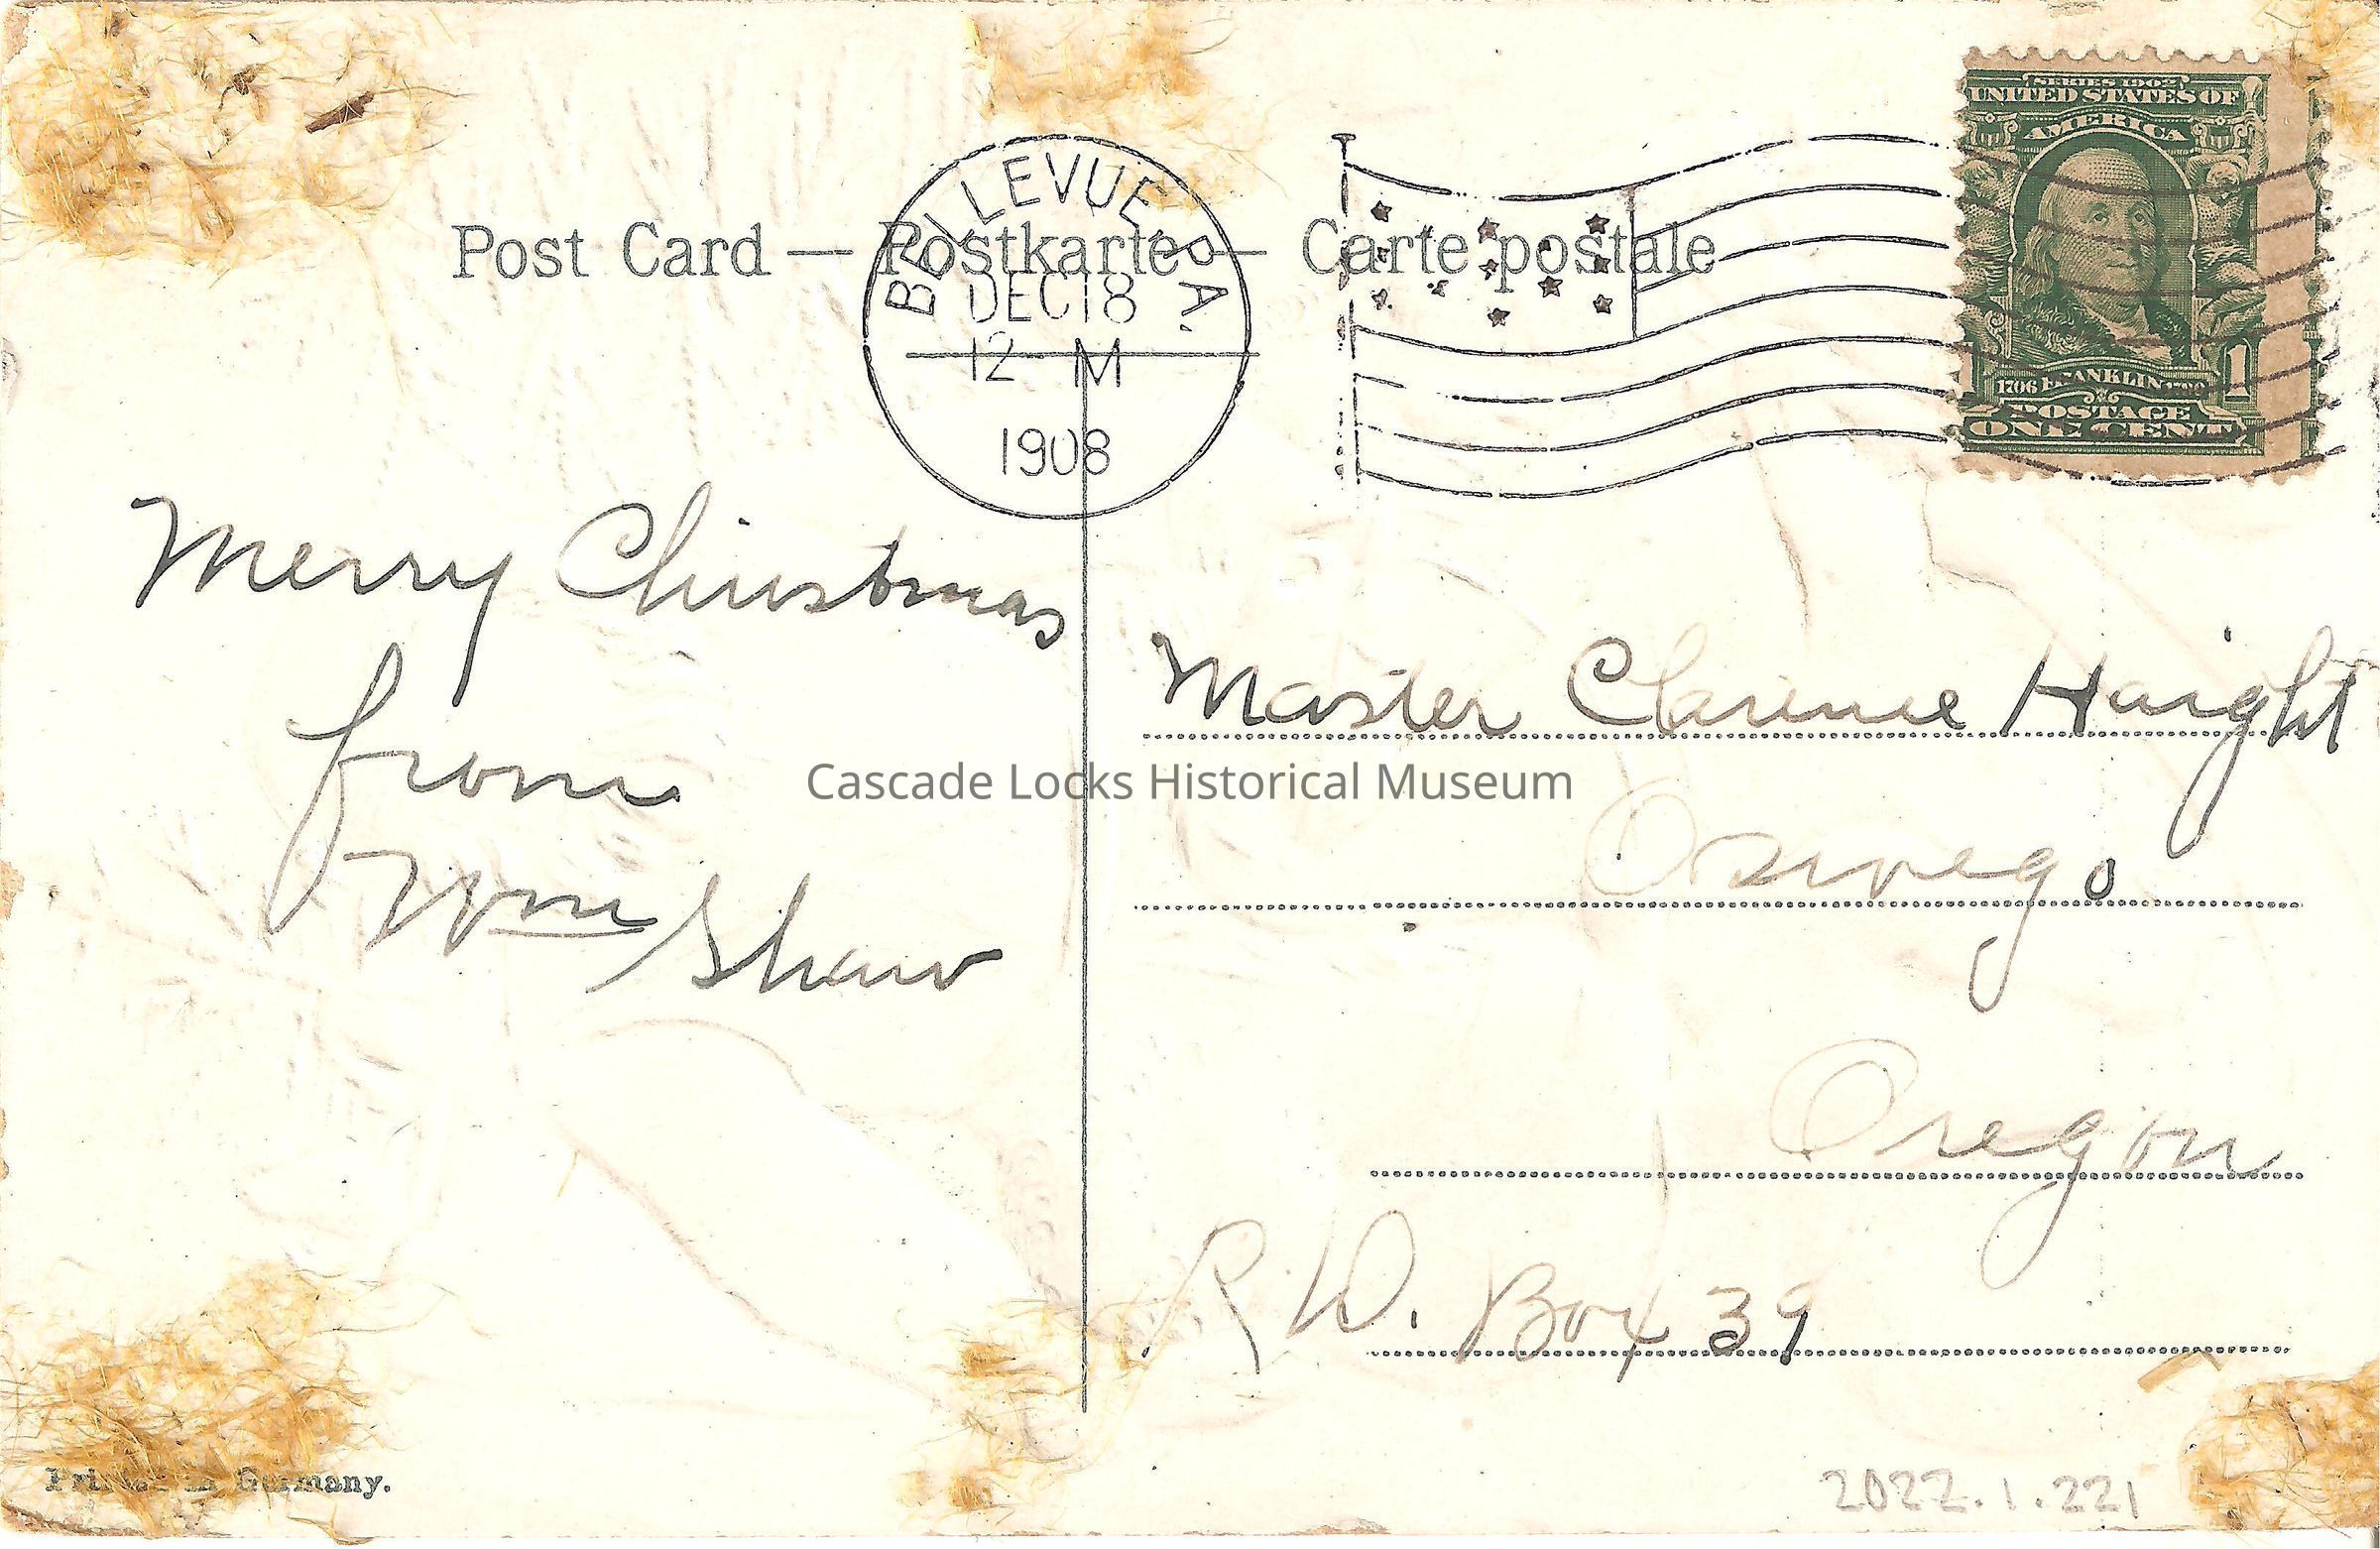 SERIES 1902
UNITED STATES OF
AMERICA
1706 FRANKLIN 1790
1 1
POSTAGE
ONE CENT
BELLEVUE PA.
DEC 18
12 - M
1908
Post Card — Postkarte — Carte postale
Merry Christmas
from
Wm Shaw
Master Clarence Haight
Cascade Locks Historical Museum
Oswego
Oregon
R D. Box 39
Printed in Germany.
2022.1.221